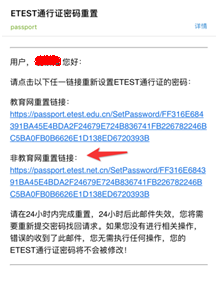 ETEST通行证密码重置
passport
详情
用户，
您好：
请点击以下任一链接重新设置ETEST通行证的密码：
教育网重置链接：
https://passport.etest.edu.cn/SetPassword/FF316E684
391BA45E4BDA2F24679E724B836741FB226782246B
C5BA0FB0B6626E1D138ED6720393B
非教育网重置链接：
https://passport.etest.net.cn/SetPassword/FF316E684
391BA45E4BDA2F24679E724B836741FB226782246B
C5BA0FB0B6626E1D138ED6720393B
请在24小时内完成重置，24小时后此邮件失效，您将需
要重新提交密码找回请求。如果您没有进行相关操作，
错误的收到了此邮件，您无需执行任何操作，您的
ETEST通行证密码将不会被修改！